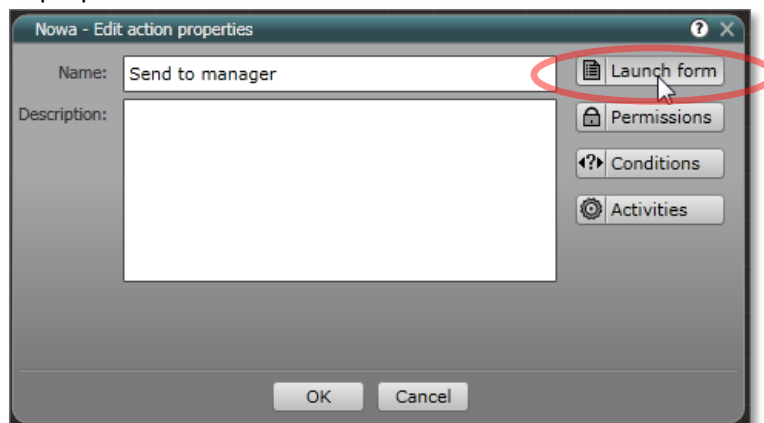 Nowa - Edit action properties
Name: Send to manager
Launch form
Description:
Permissions
Conditions
Activities
OK Cancel